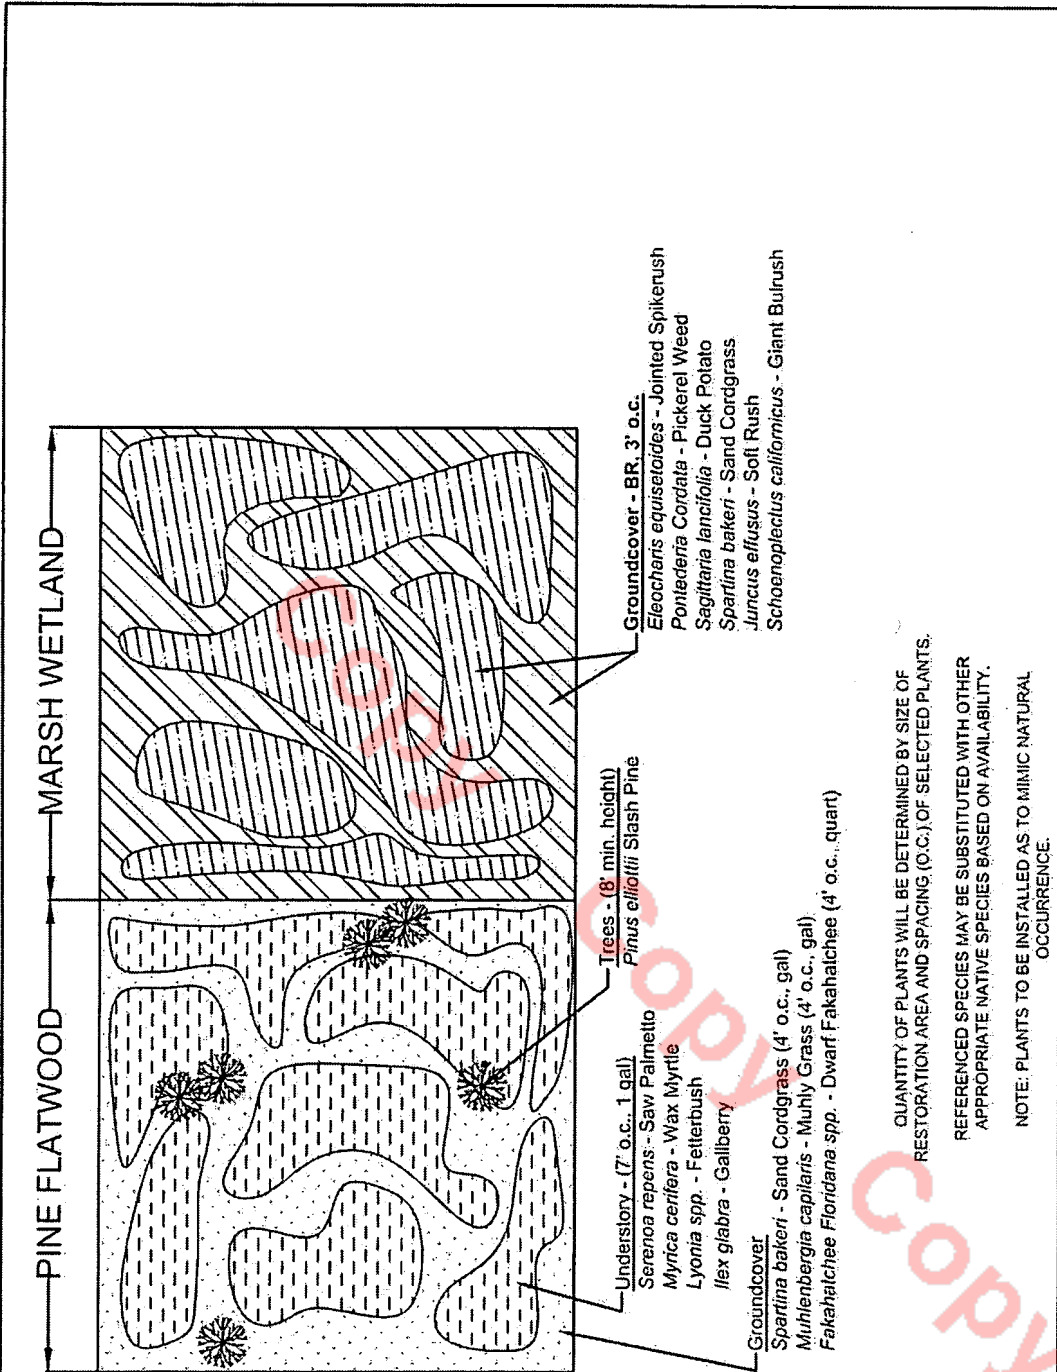 PINE FLATWOOD
MARSH WETLAND
Understory - (7' o.c., 1 gal)
Serenoa repens - Saw Palmetto
Myrica cerifera - Wax Myrtle
Lyonia spp. - Fetterbush
Ilex glabra - Gallberry
Trees - (8' min. height)
Pinus elliottii Slash Pine
Groundcover - BR, 3' o.c.
Eleocharis equisetoides - Jointed Spikerush
Pontederia Cordata - Pickerel Weed
Sagittaria lancifolia - Duck Potato
Spartina bakeri - Sand Cordgrass
Juncus effusus - Soft Rush
Schoenoplectus californicus - Giant Bulrush
Groundcover
Spartina bakeri - Sand Cordgrass (4' o.c., gal)
Muhlenbergia capilaris - Muhly Grass (4' o.c., gal)
Fakahatchee Floridana spp. - Dwarf Fakahatchee (4' o.c., quart)
QUANTITY OF PLANTS WILL BE DETERMINED BY SIZE OF
RESTORATION AREA AND SPACING (O.C.) OF SELECTED PLANTS.
REFERENCED SPECIES MAY BE SUBSTITUTED WITH OTHER
APPROPRIATE NATIVE SPECIES BASED ON AVAILABILITY.
NOTE: PLANTS TO BE INSTALLED AS TO MIMIC NATURAL
OCCURRENCE.
Copy
Copy
Copy